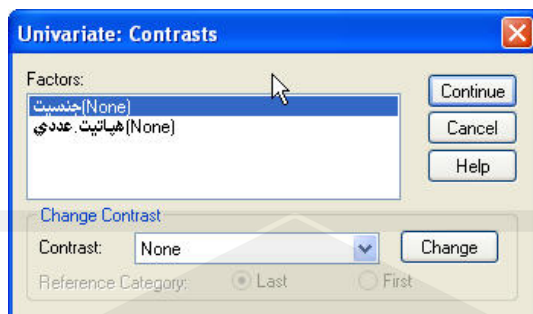 Univariate: Contrasts
Factors:
جنسيت(None)
هپاتيت.عددي(None)
Continue
Cancel
Help
Change Contrast
Contrast: None Change
Reference Category: Last First